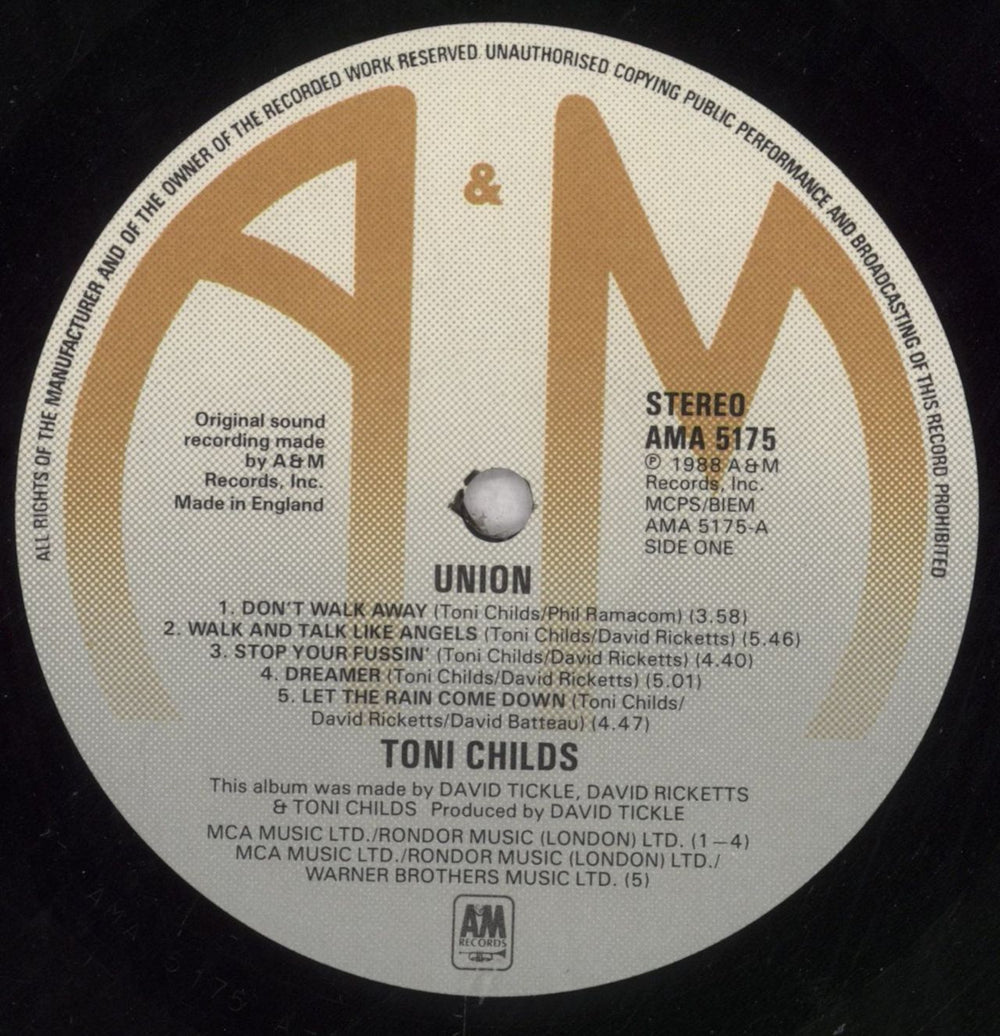 ALL RIGHTS OF THE MANUFACTURER AND OF THE OWNER OF THE RECORDED WORK RESERVED. UNAUTHORISED COPYING PUBLIC PERFORMANCE AND BROADCASTING OF THIS RECORD PROHIBITED
A & M
Original sound
recording made
by A & M
Records, Inc.
Made in England
STEREO
AMA 5175
℗ 1988 A & M
Records, Inc.
MCPS/BIEM
AMA 5175-A
SIDE ONE
UNION
1. DON'T WALK AWAY (Toni Childs/Phil Ramacom) (3.58)
2. WALK AND TALK LIKE ANGELS (Toni Childs/David Ricketts) (5.46)
3. STOP YOUR FUSSIN' (Toni Childs/David Ricketts) (4.40)
4. DREAMER (Toni Childs/David Ricketts) (5.01)
5. LET THE RAIN COME DOWN (Toni Childs/
David Ricketts/David Batteau) (4.47)
TONI CHILDS
This album was made by DAVID TICKLE, DAVID RICKETTS
& TONI CHILDS Produced by DAVID TICKLE
MCA MUSIC LTD./RONDOR MUSIC (LONDON) LTD. (1–4)
MCA MUSIC LTD./RONDOR MUSIC (LONDON) LTD./
WARNER BROTHERS MUSIC LTD. (5)
A&M
RECORDS
AMA 5175 A